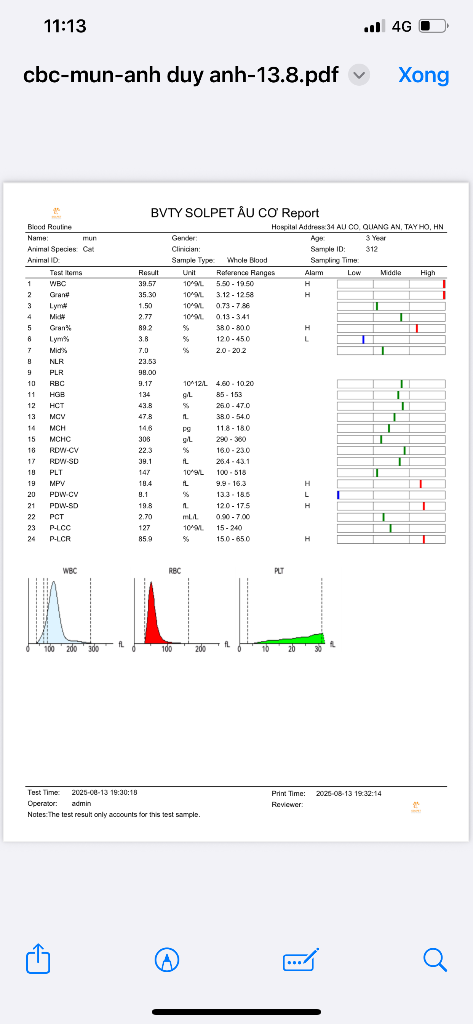 11:13 4G
cbc-mun-anh duy anh-13.8.pdf Xong
BVTY SOLPET ÂU CƠ Report
Blood Routine Hospital Address:34 AU CO, QUANG AN, TAY HO, HN
Name: mun Gender: Age: 3 Year
Animal Species: Cat Clinician: Sample ID: 312
Animal ID: Sample Type: Whole Blood Sampling Time:
Test Items Result Unit Reference Ranges Alarm Low Middle High
1 WBC 39.57 10^9/L 5.50 - 19.50 H
2 Gran# 35.30 10^9/L 3.12 - 12.58 H
3 Lym# 1.50 10^9/L 0.73 - 7.86
4 Mid# 2.77 10^9/L 0.13 - 3.41
5 Gran% 89.2 % 38.0 - 80.0 H
6 Lym% 3.8 % 12.0 - 45.0 L
7 Mid% 7.0 % 2.0 - 20.2
8 NLR 23.53
9 PLR 98.00
10 RBC 9.17 10^12/L 4.60 - 10.20
11 HGB 134 g/L 85 - 153
12 HCT 43.8 % 26.0 - 47.0
13 MCV 47.8 fL 38.0 - 54.0
14 MCH 14.6 pg 11.8 - 18.0
15 MCHC 306 g/L 290 - 360
16 RDW-CV 22.3 % 16.0 - 23.0
17 RDW-SD 39.1 fL 26.4 - 43.1
18 PLT 147 10^9/L 100 - 518
19 MPV 18.4 fL 9.9 - 16.3 H
20 PDW-CV 8.1 % 13.3 - 18.5 L
21 PDW-SD 19.8 fL 12.0 - 17.5 H
22 PCT 2.70 mL/L 0.90 - 7.00
23 P-LCC 127 10^9/L 15 - 240
24 P-LCR 85.9 % 15.0 - 65.0 H
WBC RBC PLT
0 100 200 300 fL 0 100 200 fL 0 10 20 30 fL
Test Time: 2025-08-13 19:30:18 Print Time: 2025-08-13 19:32:14
Operator: admin Reviewer:
Notes:The test result only accounts for this test sample.